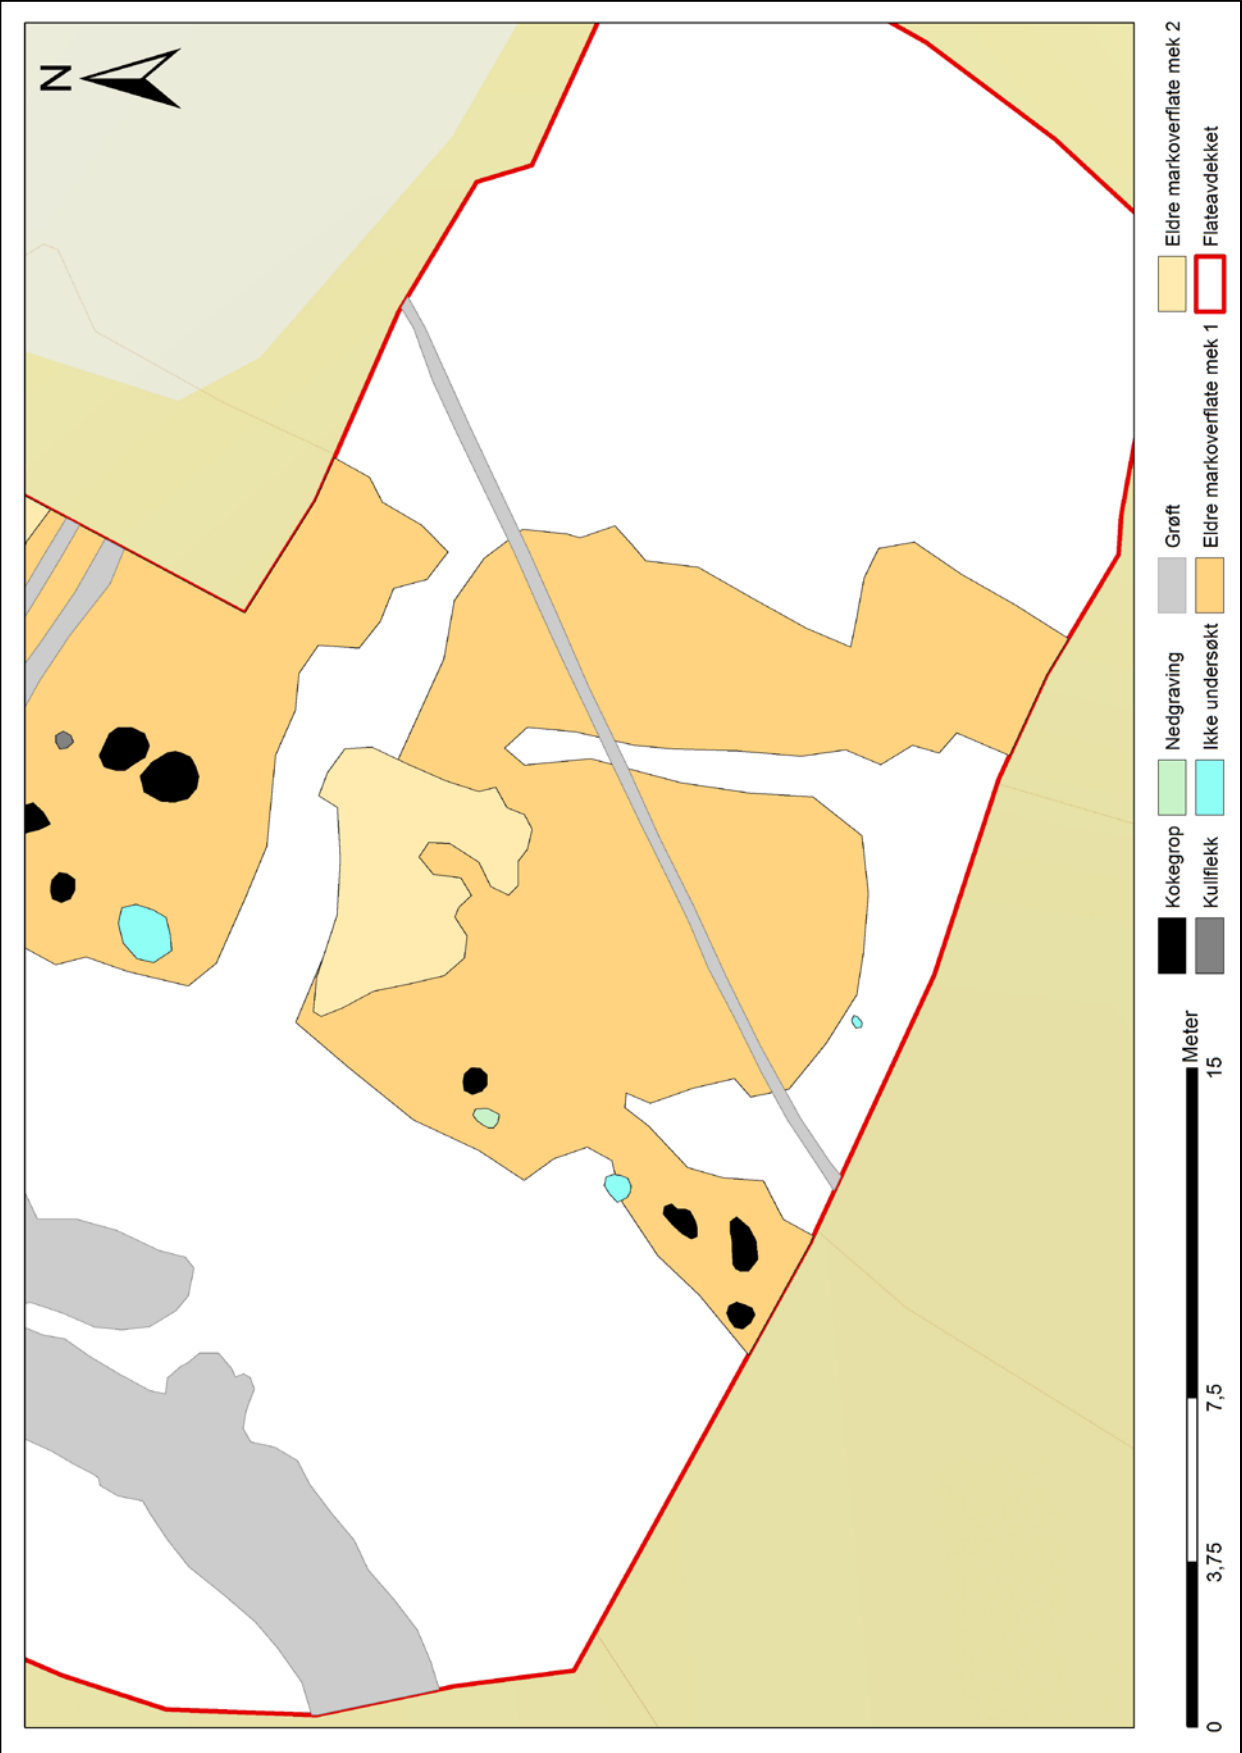 N
Kokegrop
Nedgraving
Grøft
Eldre markoverflate mek 2
Kullflekk
Ikke undersøkt
Eldre markoverflate mek 1
Flateavdekket
Meter
0
3,75
7,5
15